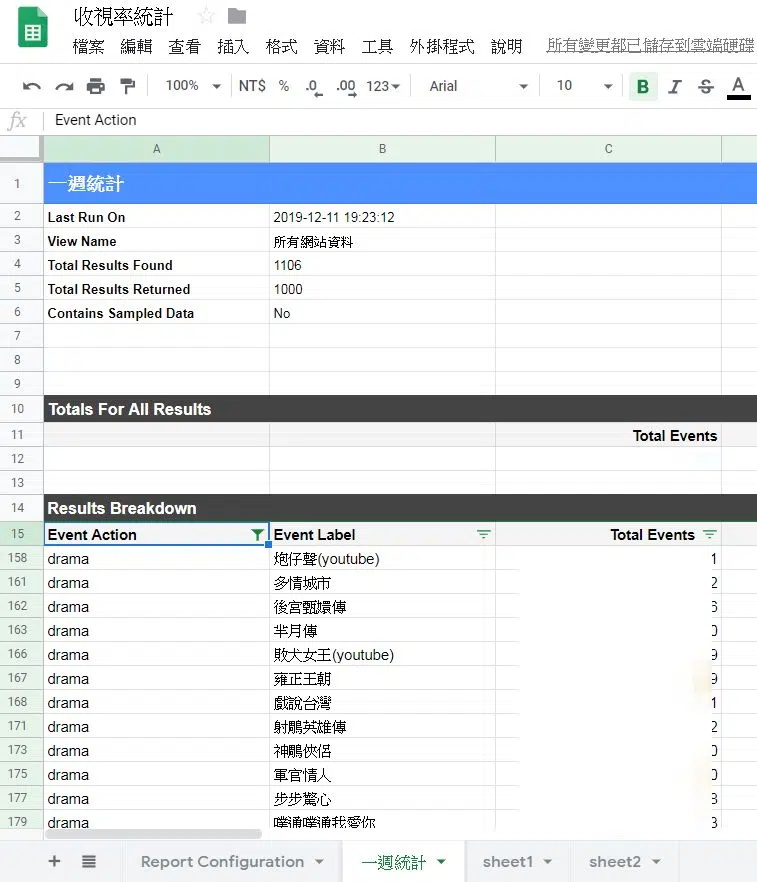 收視率統計
檔案 編輯 查看 插入 格式 資料 工具 外掛程式 說明 所有變更都已儲存到雲端硬碟
100% NT$ % .0 .00 123 Arial 10 B I S A
fx Event Action
A B C
1 一週統計
2 Last Run On 2019-12-11 19:23:12
3 View Name 所有網站資料
4 Total Results Found 1106
5 Total Results Returned 1000
6 Contains Sampled Data No
7
8
9
10 Totals For All Results
11 Total Events
12
13
14 Results Breakdown
15 Event Action Event Label Total Events
158 drama 炮仔聲(youtube) 1
161 drama 多情城市 2
162 drama 後宮甄嬛傳 6
163 drama 羋月傳 0
166 drama 敗犬女王(youtube) 9
167 drama 雍正王朝 9
168 drama 戲說台灣 1
171 drama 射鵰英雄傳 2
173 drama 神鵰俠侶 0
175 drama 軍官情人 0
177 drama 步步驚心 3
179 drama 噗通噗通我愛你 3
+ Report Configuration 一週統計 sheet1 sheet2